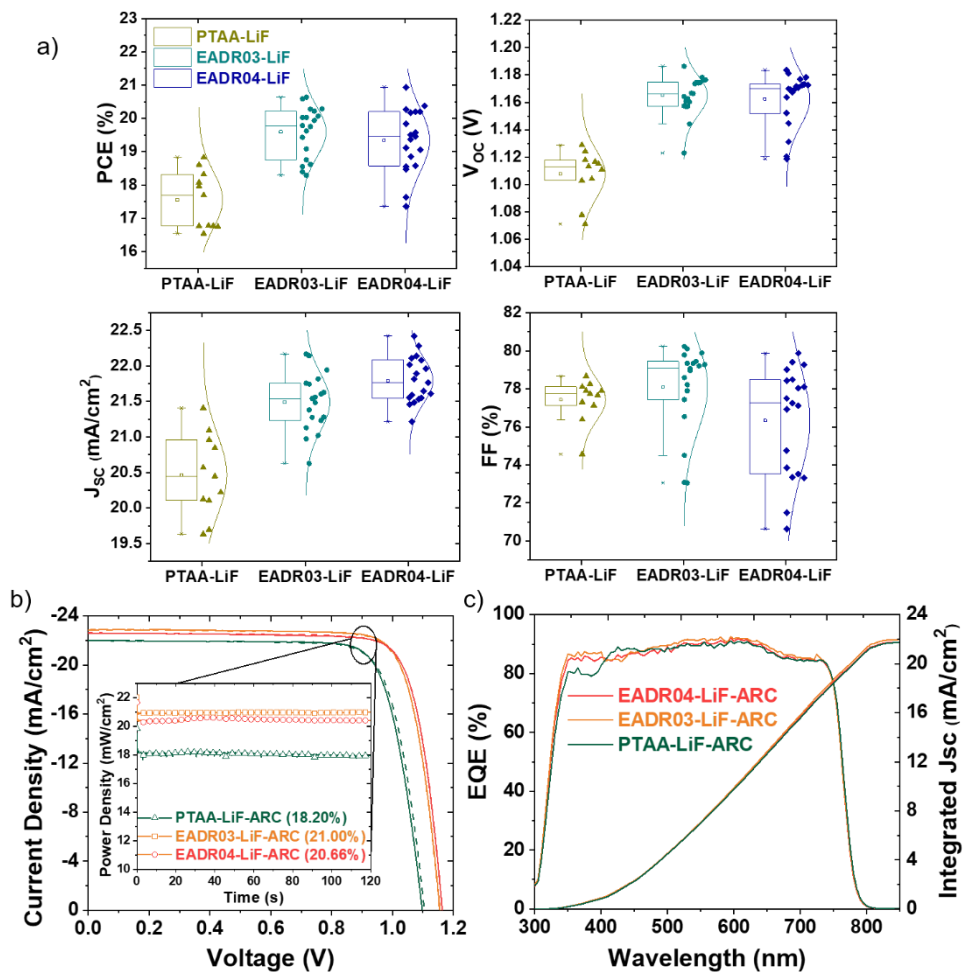 a)
PCE (%)
23
22
21
20
19
18
17
16
15
PTAA-LiF
EADR03-LiF
EADR04-LiF
PTAA-LiF EADR03-LiF EADR04-LiF
VOC (V)
1.22
1.20
1.18
1.16
1.14
1.12
1.10
1.08
1.06
1.04
PTAA-LiF EADR03-LiF EADR04-LiF
JSC (mA/cm²)
22.5
22.0
21.5
21.0
20.5
20.0
19.5
PTAA-LiF EADR03-LiF EADR04-LiF
FF (%)
82
80
78
76
74
72
70
PTAA-LiF EADR03-LiF EADR04-LiF
b)
Current Density (mA/cm²)
-24
-20
-16
-12
-8
-4
0
0.0 0.2 0.4 0.6 0.8 1.0 1.2
Voltage (V)
Power Density (mW/cm²)
22
20
18
16
14
12
10
PTAA-LiF-ARC (18.20%)
EADR03-LiF-ARC (21.00%)
EADR04-LiF-ARC (20.66%)
0 20 40 60 80 100 120
Time (s)
c)
EQE (%)
100
80
60
40
20
0
EADR04-LiF-ARC
EADR03-LiF-ARC
PTAA-LiF-ARC
300 400 500 600 700 800
Wavelength (nm)
24
20
16
12
8
4
0
Integrated Jsc (mA/cm²)